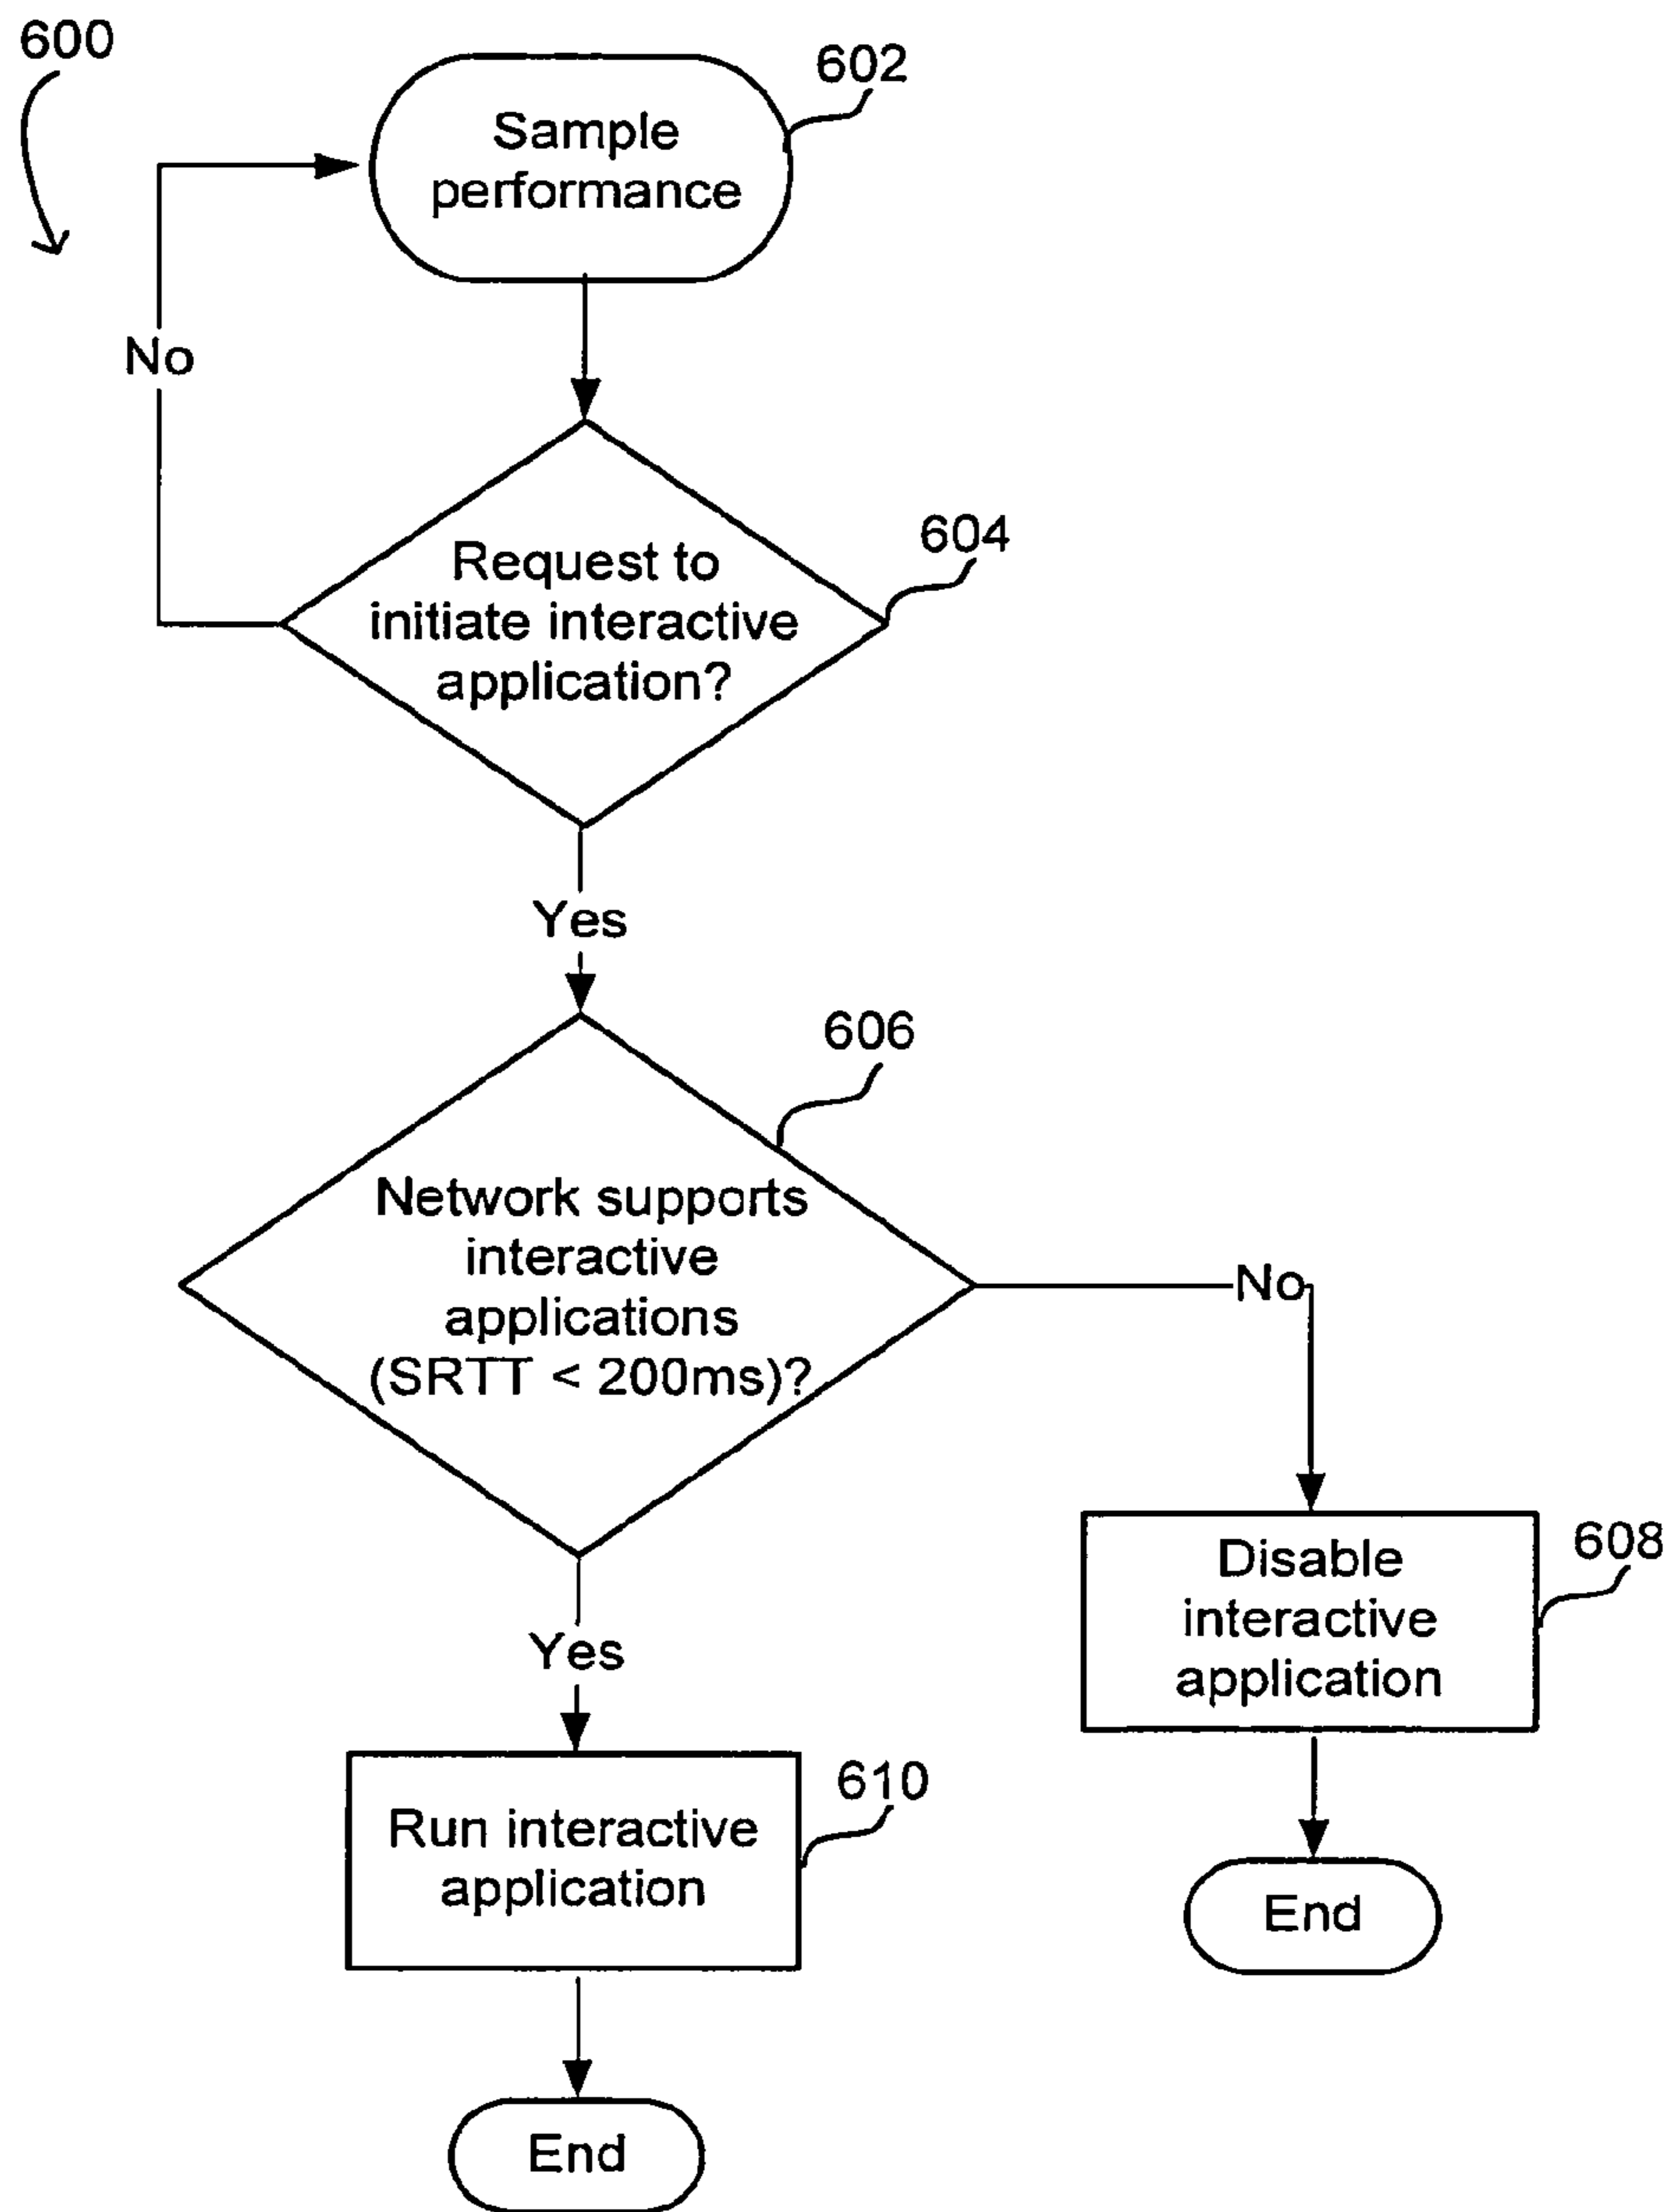 600
602
Sample
performance
No
604
Request to
initiate interactive
application?
Yes
606
Network supports
interactive
applications
(SRTT < 200ms)?
No
608
Disable
interactive
application
Yes
610
Run interactive
application
End
End